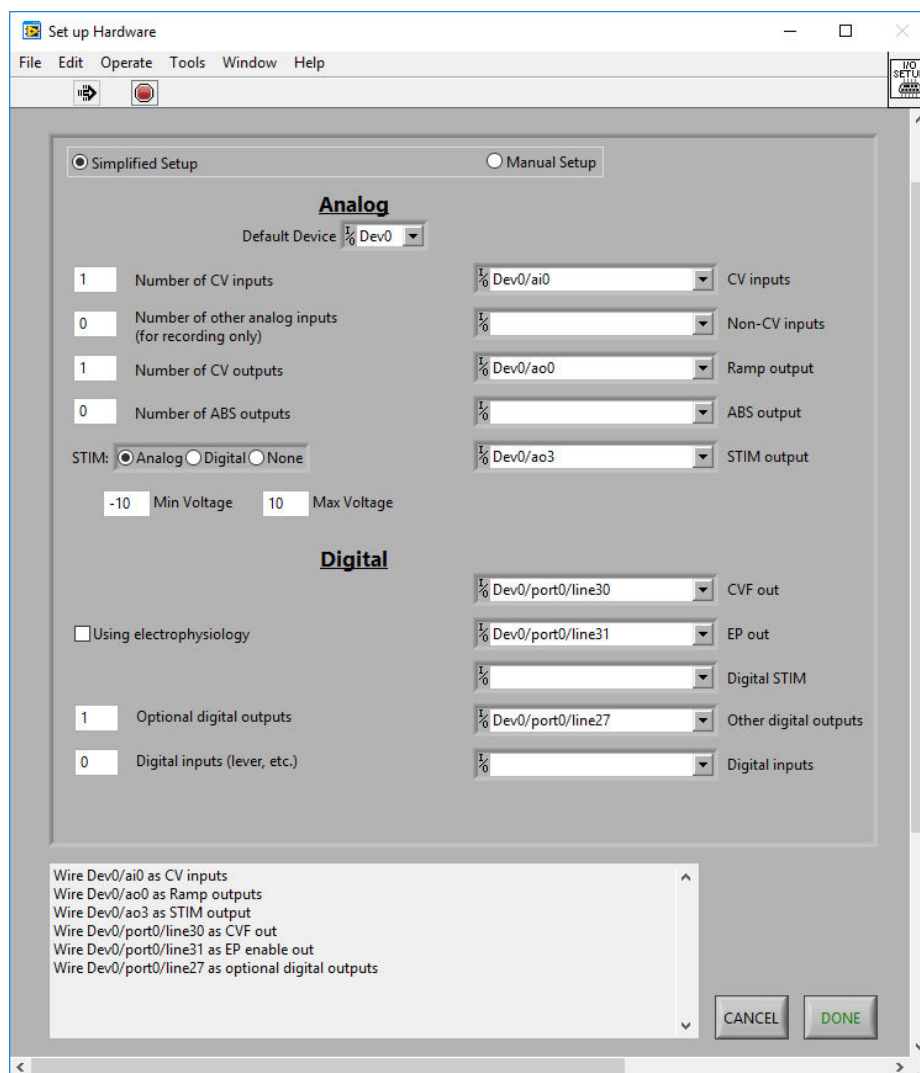 Set up Hardware
File Edit Operate Tools Window Help
I/O
SETUP
Simplified Setup Manual Setup
Analog
Default Device I/O Dev0
1 Number of CV inputs I/O Dev0/ai0 CV inputs
0 Number of other analog inputs
(for recording only) I/O Non-CV inputs
1 Number of CV outputs I/O Dev0/ao0 Ramp output
0 Number of ABS outputs I/O ABS output
STIM: Analog Digital None I/O Dev0/ao3 STIM output
-10 Min Voltage 10 Max Voltage
Digital
I/O Dev0/port0/line30 CVF out
Using electrophysiology I/O Dev0/port0/line31 EP out
I/O Digital STIM
1 Optional digital outputs I/O Dev0/port0/line27 Other digital outputs
0 Digital inputs (lever, etc.) I/O Digital inputs
Wire Dev0/ai0 as CV inputs
Wire Dev0/ao0 as Ramp outputs
Wire Dev0/ao3 as STIM output
Wire Dev0/port0/line30 as CVF out
Wire Dev0/port0/line31 as EP enable out
Wire Dev0/port0/line27 as optional digital outputs
CANCEL DONE